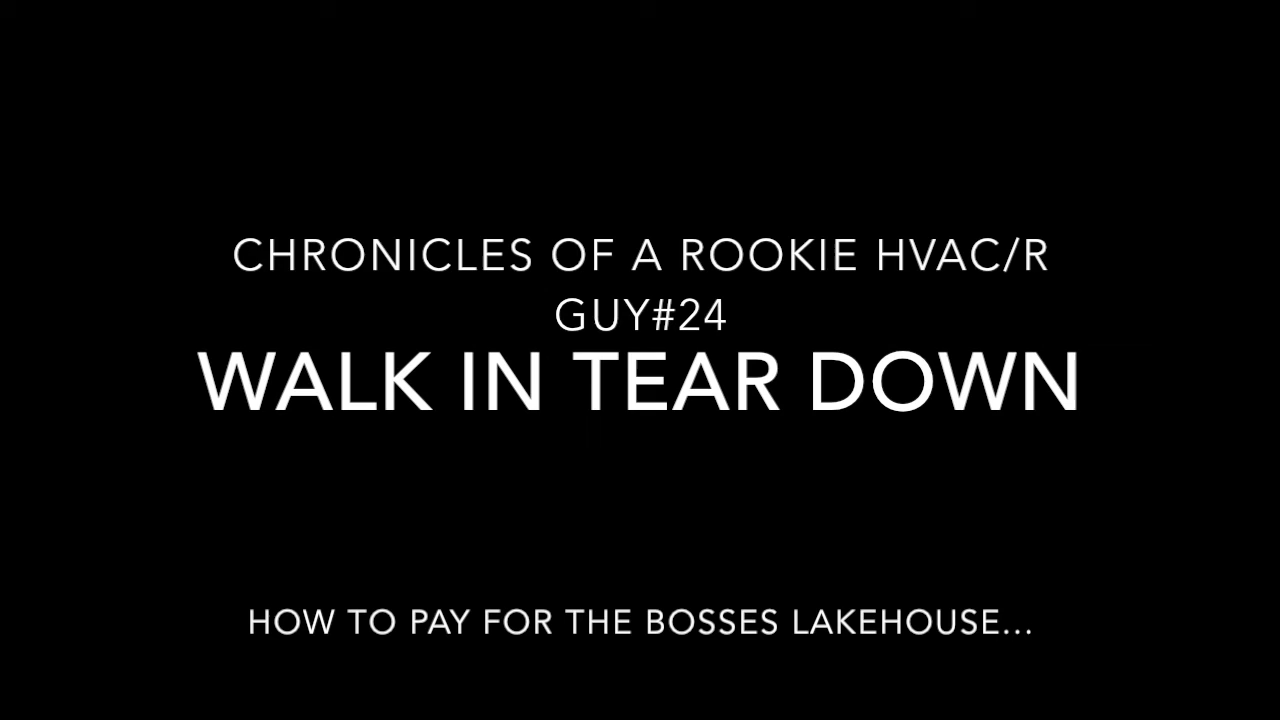 CHRONICLES OF A ROOKIE HVAC/R
GUY#24
WALK IN TEAR DOWN
HOW TO PAY FOR THE BOSSES LAKEHOUSE...